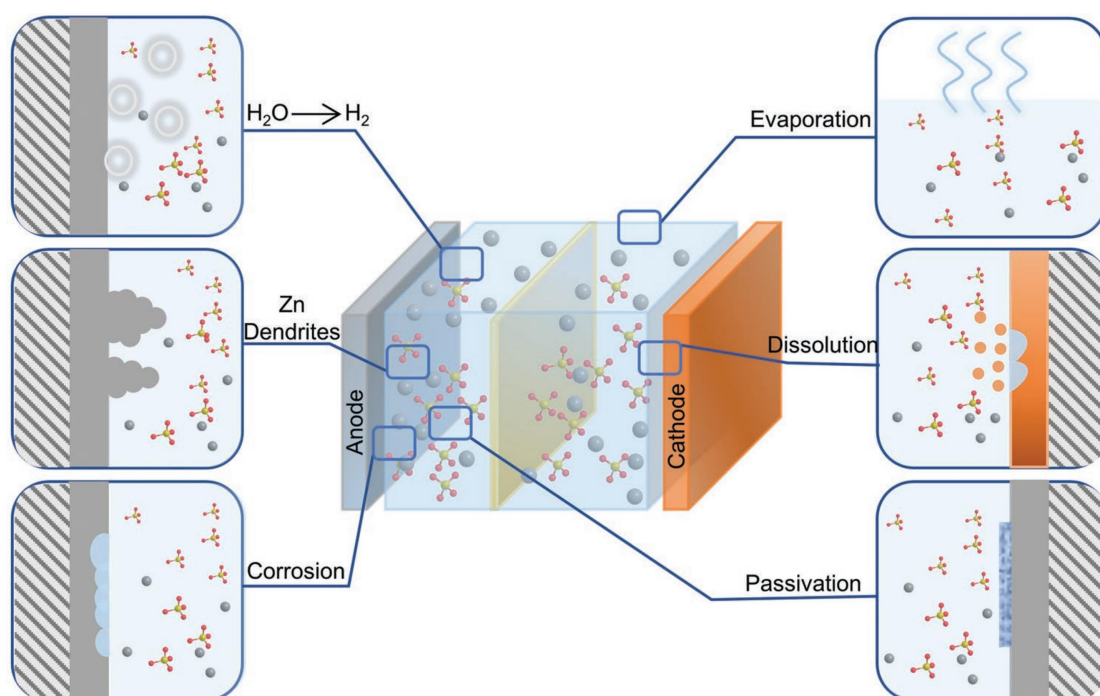 H₂O → H₂
Evaporation
Zn
Dendrites
Dissolution
Anode
Cathode
Corrosion
Passivation